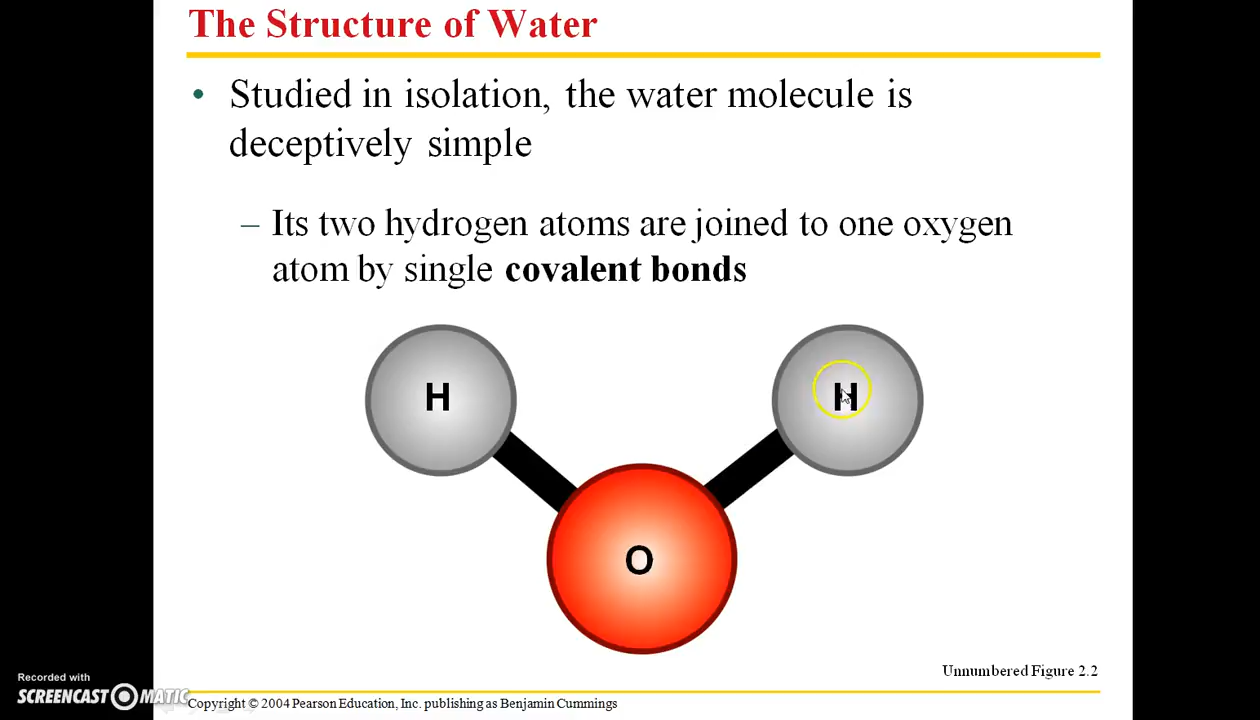 The Structure of Water
• Studied in isolation, the water molecule is
deceptively simple
– Its two hydrogen atoms are joined to one oxygen
atom by single covalent bonds
H
H
O
Unnumbered Figure 2.2
Recorded with
SCREENCAST MATIC
Copyright © 2004 Pearson Education, Inc. publishing as Benjamin Cummings